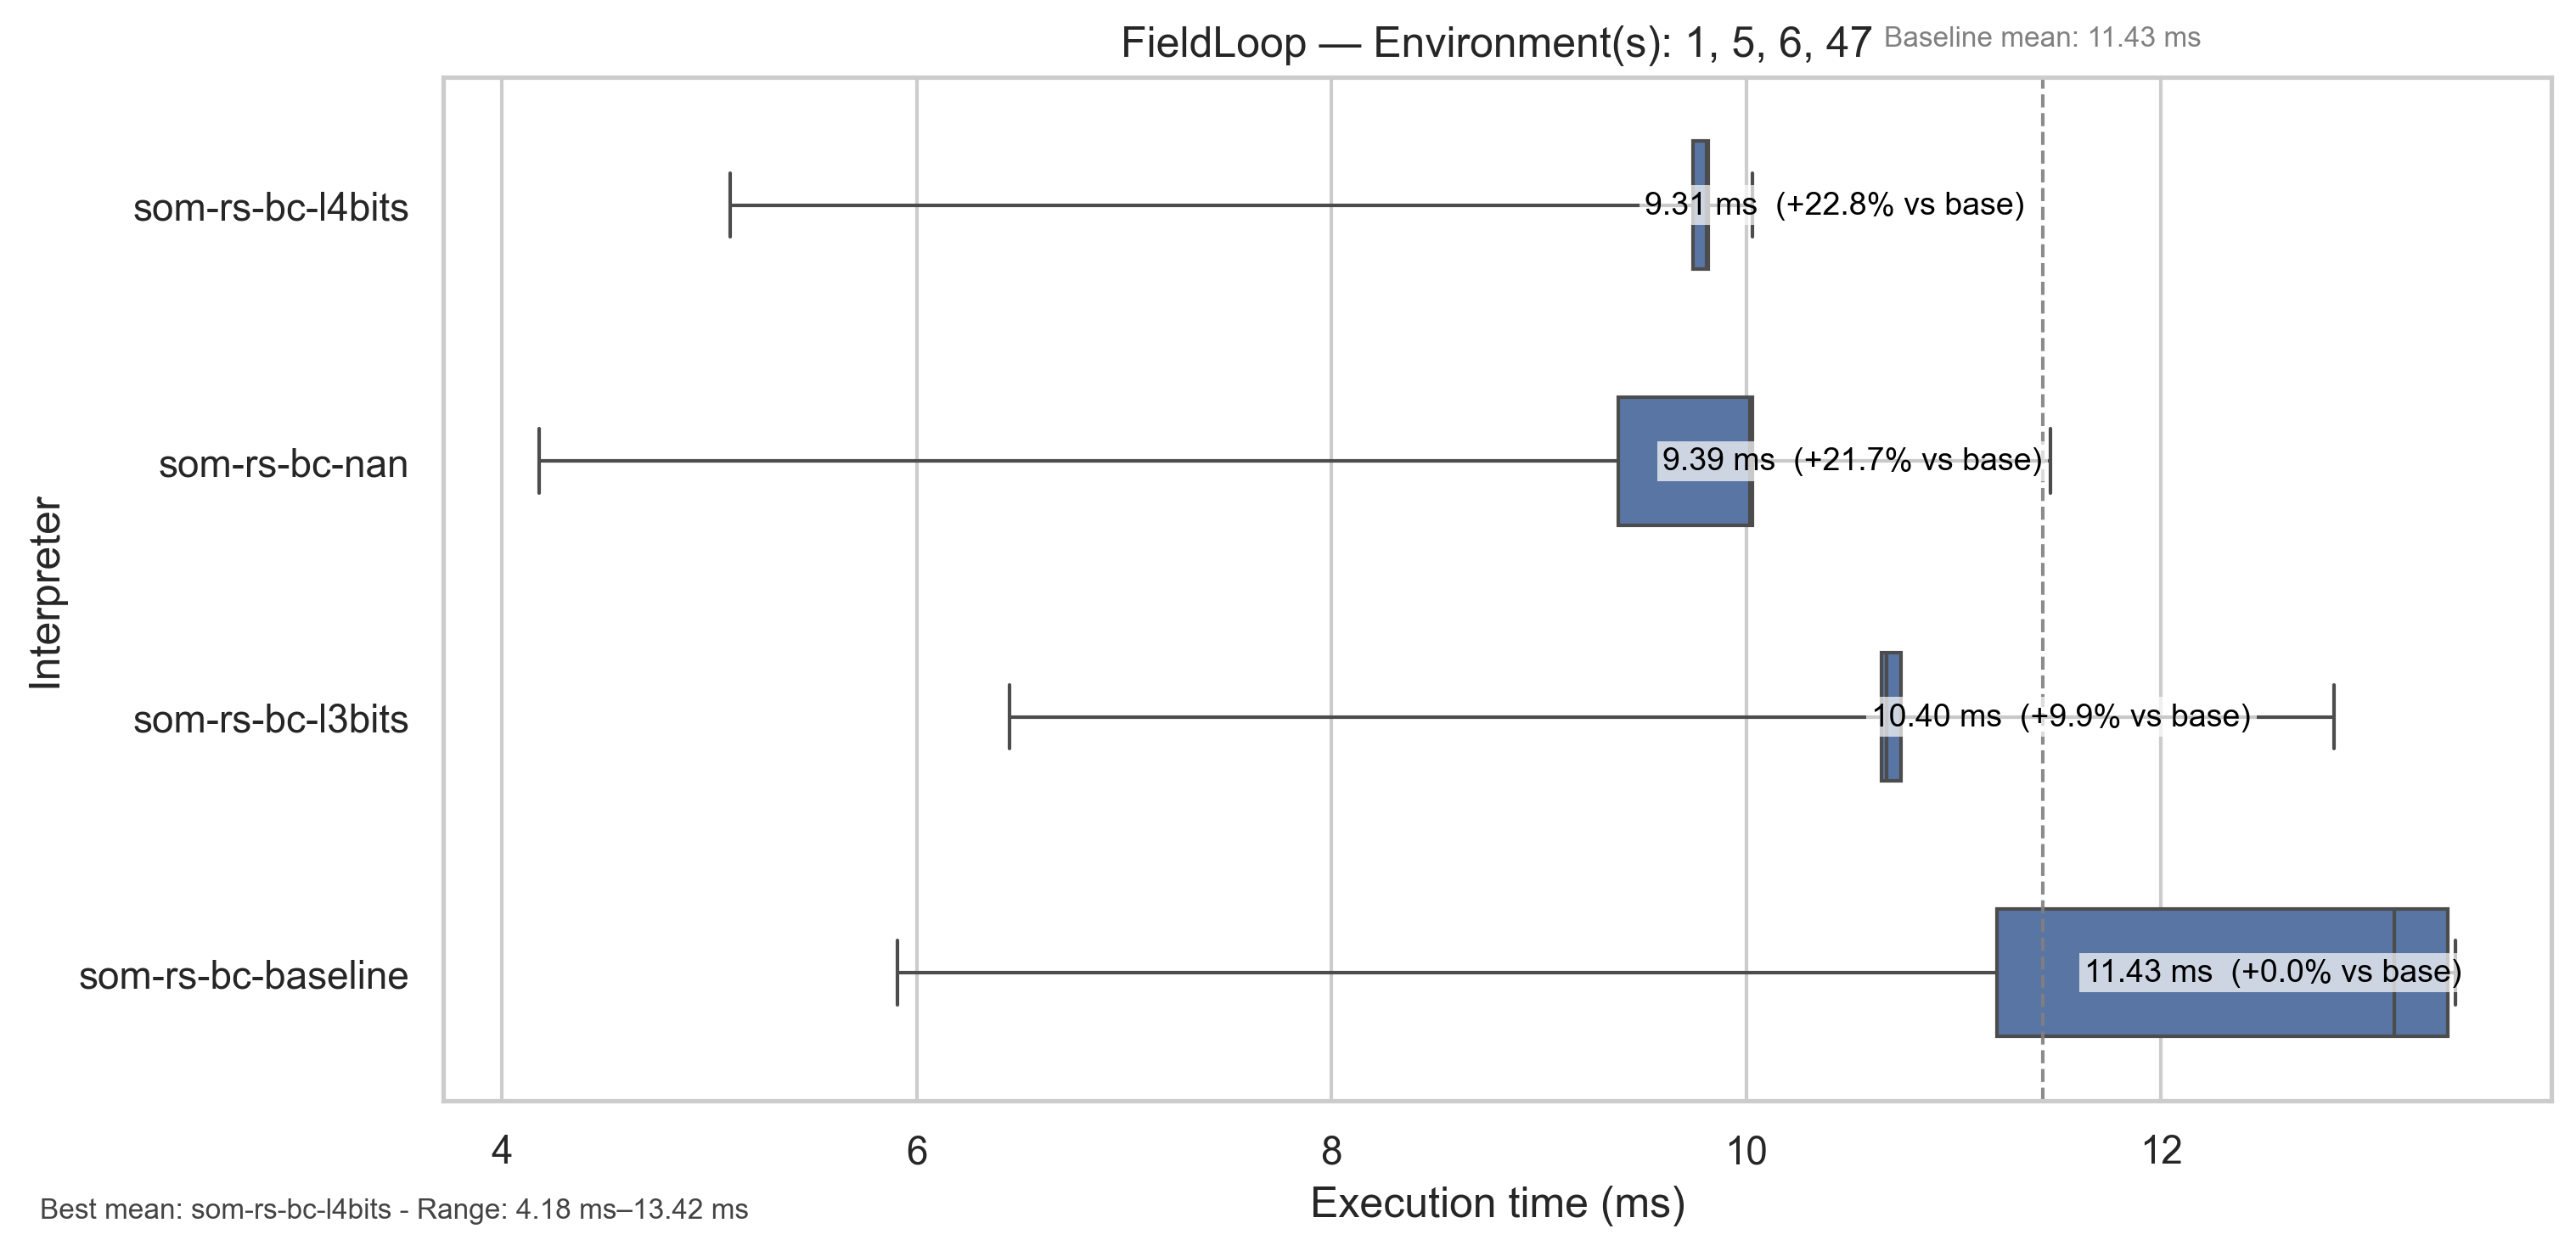 FieldLoop — Environment(s): 1, 5, 6, 47
Baseline mean: 11.43 ms
Interpreter
som-rs-bc-l4bits
9.31 ms (+22.8% vs base)
som-rs-bc-nan
9.39 ms (+21.7% vs base)
som-rs-bc-l3bits
10.40 ms (+9.9% vs base)
som-rs-bc-baseline
11.43 ms (+0.0% vs base)
4 6 8 10 12
Execution time (ms)
Best mean: som-rs-bc-l4bits - Range: 4.18 ms–13.42 ms